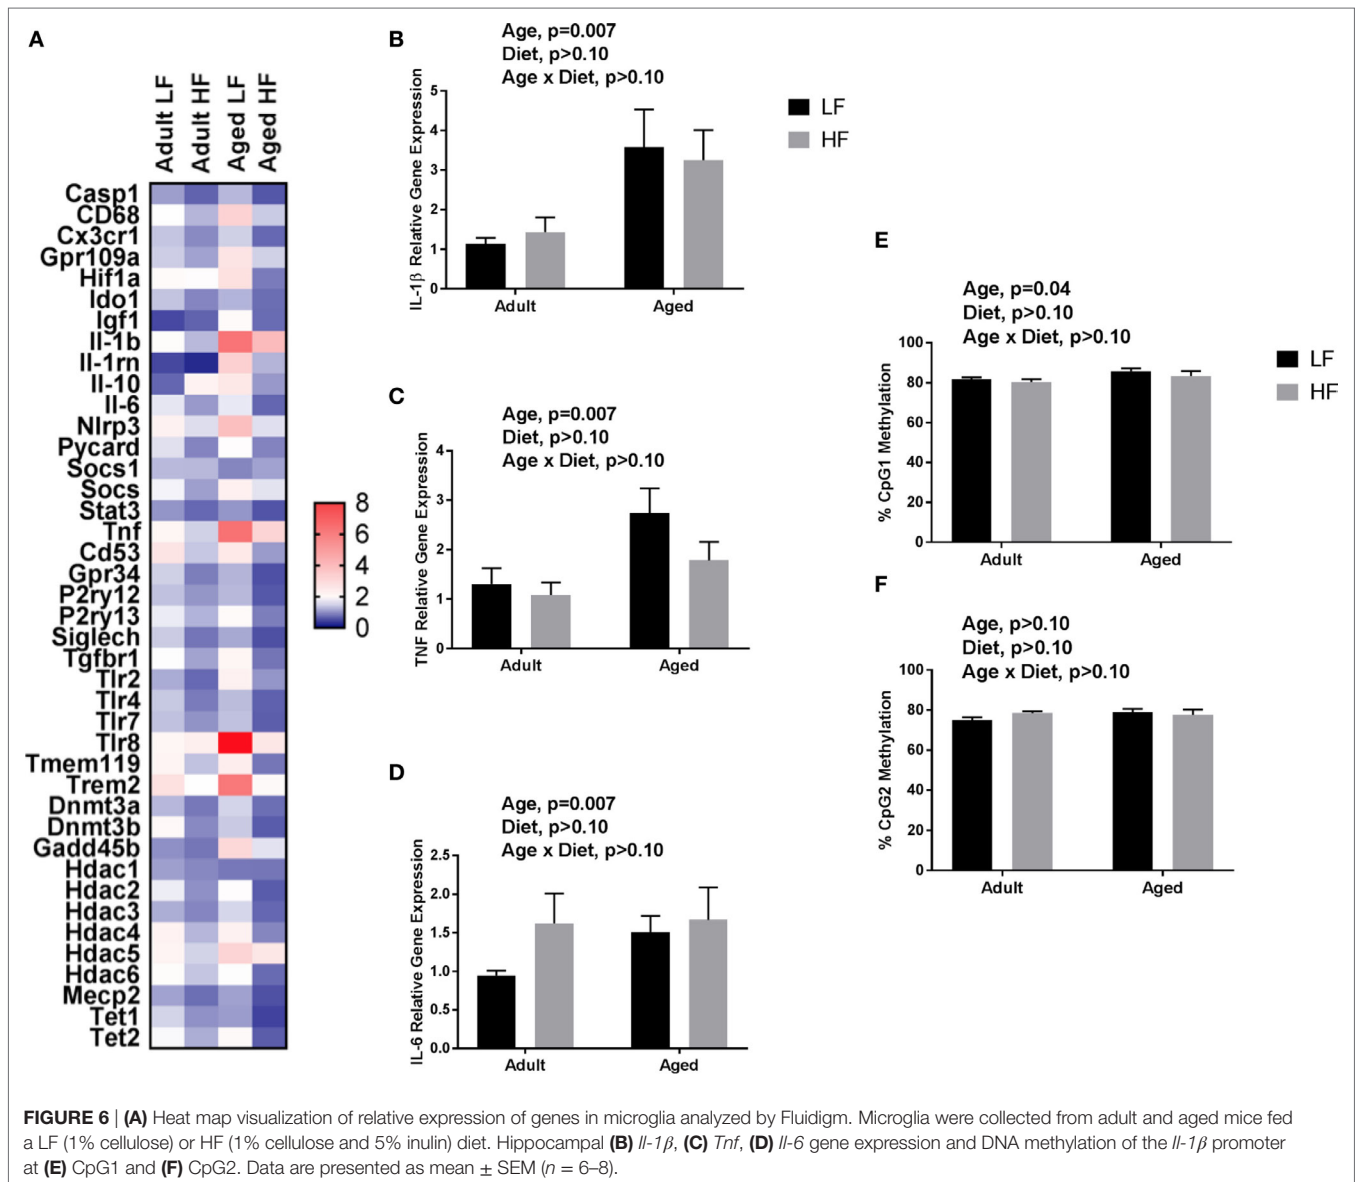 A
Adult LF
Adult HF
Aged LF
Aged HF
Casp1
CD68
Cx3cr1
Gpr109a
Hif1a
Ido1
Igf1
Il-1b
Il-1rn
Il-10
Il-6
Nlrp3
Pycard
Socs1
Socs
Stat3
Tnf
Cd53
Gpr34
P2ry12
P2ry13
Siglech
Tgfbr1
Tlr2
Tlr4
Tlr7
Tlr8
Tmem119
Trem2
Dnmt3a
Dnmt3b
Gadd45b
Hdac1
Hdac2
Hdac3
Hdac4
Hdac5
Hdac6
Mecp2
Tet1
Tet2
8
6
4
2
0
B
Age, p=0.007
Diet, p>0.10
Age x Diet, p>0.10
IL-1β Relative Gene Expression
5
4
3
2
1
0
Adult
Aged
LF
HF
C
Age, p=0.007
Diet, p>0.10
Age x Diet, p>0.10
TNF Relative Gene Expression
4
3
2
1
0
Adult
Aged
D
Age, p=0.007
Diet, p>0.10
Age x Diet, p>0.10
IL-6 Relative Gene Expression
2.5
2.0
1.5
1.0
0.5
0.0
Adult
Aged
E
Age, p=0.04
Diet, p>0.10
Age x Diet, p>0.10
% CpG1 Methylation
100
80
60
40
20
0
Adult
Aged
LF
HF
F
Age, p>0.10
Diet, p>0.10
Age x Diet, p>0.10
% CpG2 Methylation
100
80
60
40
20
0
Adult
Aged
FIGURE 6 | (A) Heat map visualization of relative expression of genes in microglia analyzed by Fluidigm. Microglia were collected from adult and aged mice fed
a LF (1% cellulose) or HF (1% cellulose and 5% inulin) diet. Hippocampal (B) Il-1β, (C) Tnf, (D) Il-6 gene expression and DNA methylation of the Il-1β promoter
at (E) CpG1 and (F) CpG2. Data are presented as mean ± SEM (n = 6–8).